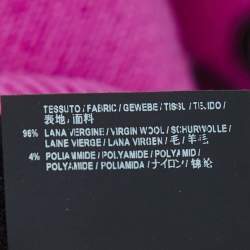 TESSUTO / FABRIC / GEWEBE / TISSU / TEJIDO /
表地 / 面料
96% LANA VERGINE / VIRGIN WOOL / SCHURWOLLE /
LAINE VIERGE / LANA VIRGEN / 毛 / 羊毛
4% POLIAMMIDE / POLYAMIDE / POLYAMID /
POLYAMIDE / POLIAMIDA / ナイロン / 锦纶